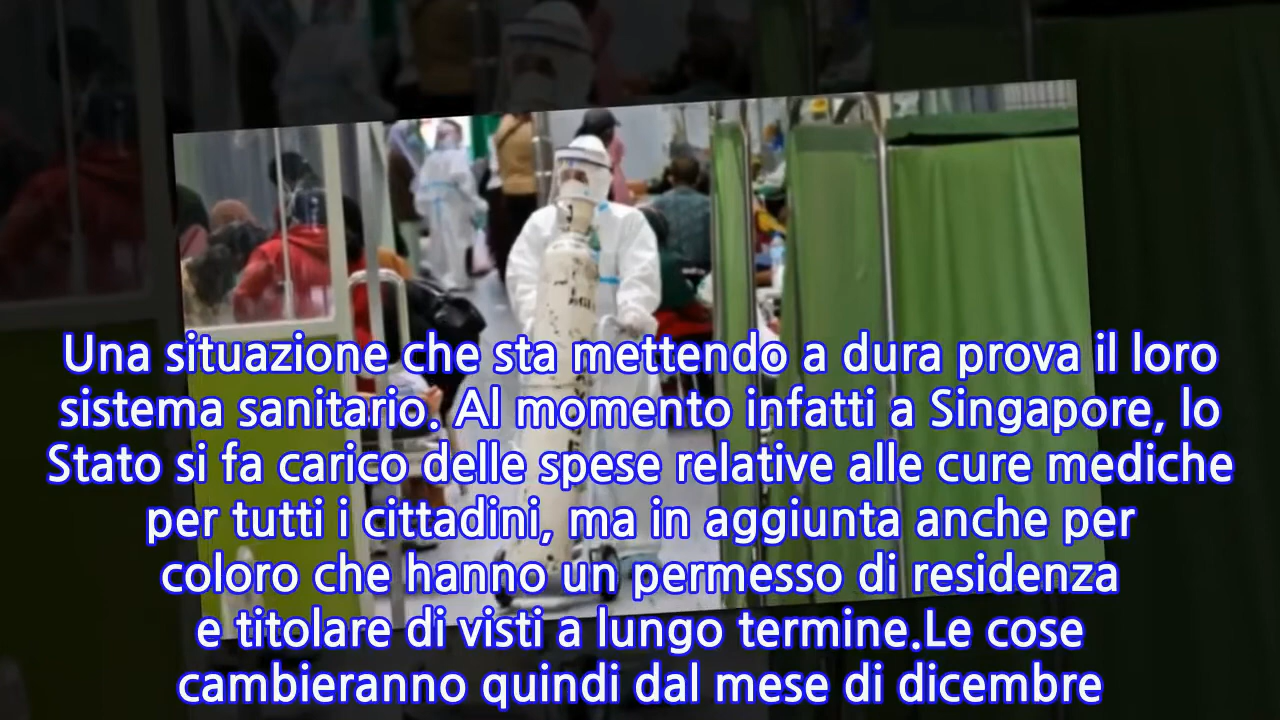 Una situazione che sta mettendo a dura prova il loro
sistema sanitario. Al momento infatti a Singapore, lo
Stato si fa carico delle spese relative alle cure mediche
per tutti i cittadini, ma in aggiunta anche per
coloro che hanno un permesso di residenza
e titolare di visti a lungo termine.Le cose
cambieranno quindi dal mese di dicembre